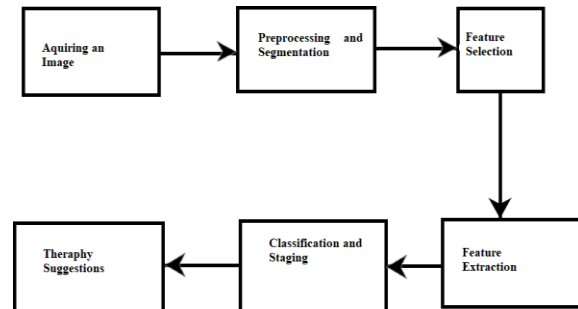 Aquiring an
Image
Preprocessing and
Segmentation
Feature
Selection
Feature
Extraction
Classification and
Staging
Theraphy
Suggestions